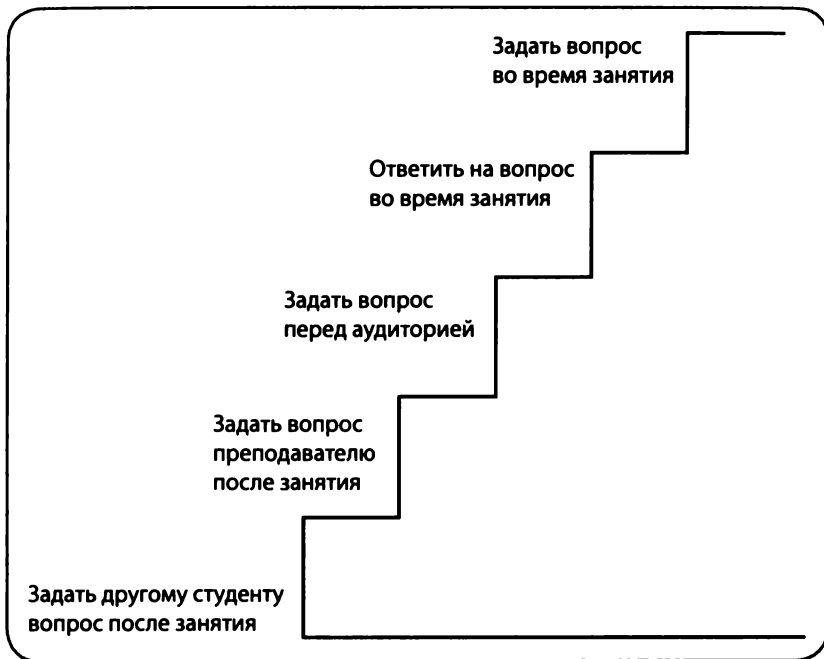 Задать вопрос
во время занятия
Ответить на вопрос
во время занятия
Задать вопрос
перед аудиторией
Задать вопрос
преподавателю
после занятия
Задать другому студенту
вопрос после занятия